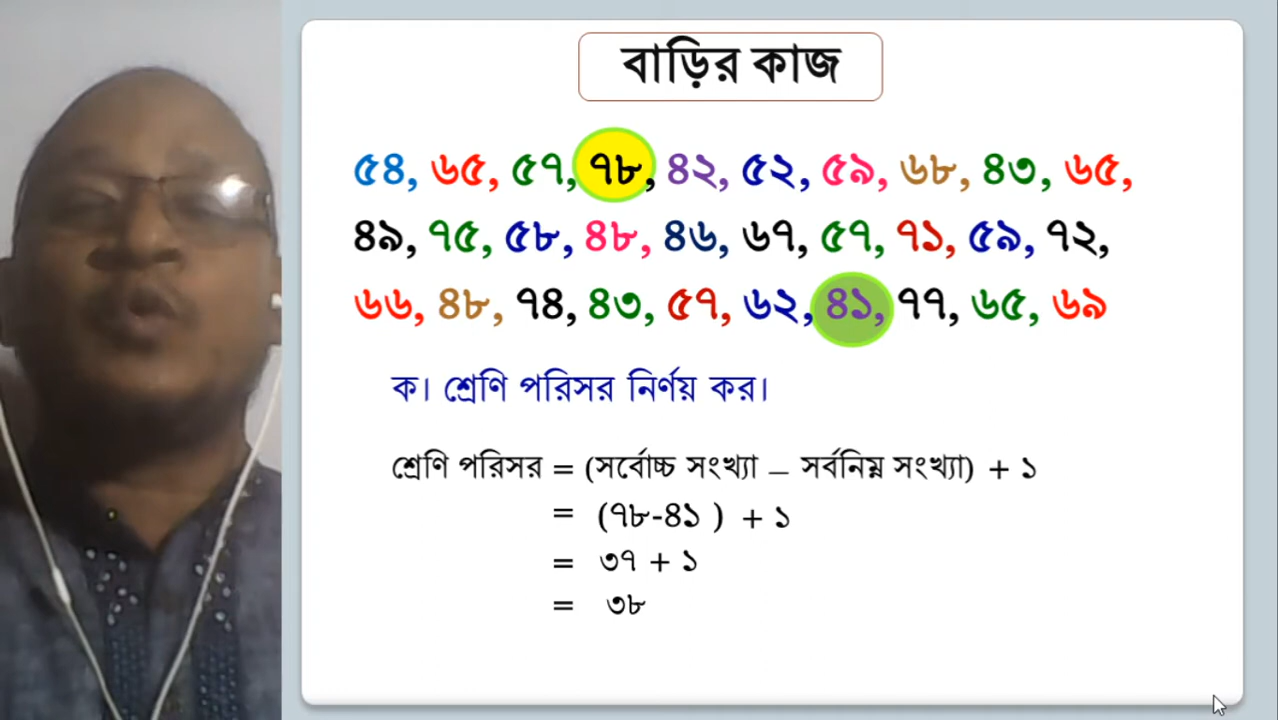 বাড়ির কাজ
৫৪, ৬৫, ৫৭, ৭৮, ৪২, ৫২, ৫৯, ৬৮, ৪৩, ৬৫,
৪৯, ৭৫, ৫৮, ৪৮, ৪৬, ৬৭, ৫৭, ৭১, ৫৯, ৭২,
৬৬, ৪৮, ৭৪, ৪৩, ৫৭, ৬২, ৪১, ৭৭, ৬৫, ৬৯
ক। শ্রেণি পরিসর নির্ণয় কর।
শ্রেণি পরিসর = (সর্বোচ্চ সংখ্যা – সর্বনিম্ন সংখ্যা) + ১
= (৭৮-৪১ ) + ১
= ৩৭ + ১
= ৩৮